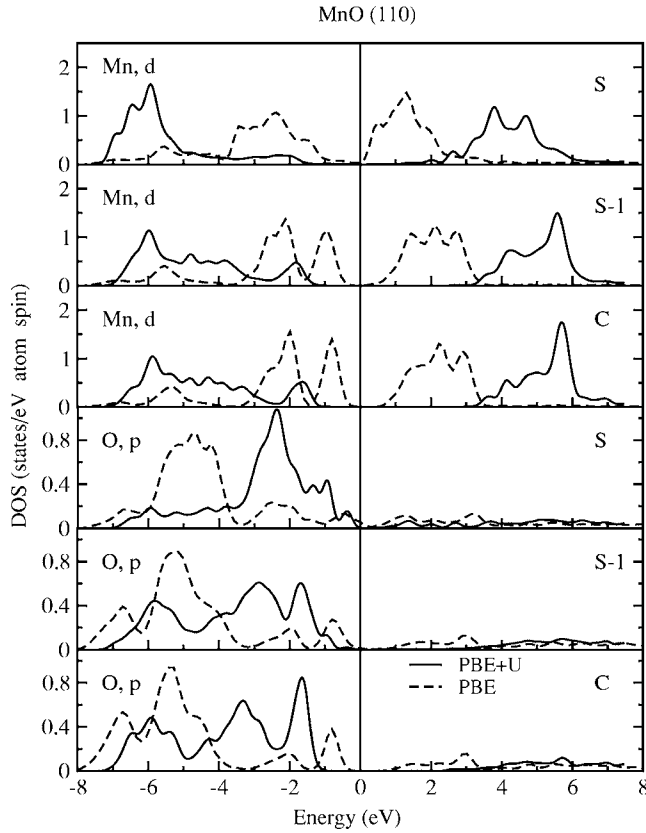 MnO (110)
DOS (states/eV atom spin)
Mn, d
S
2
1
0
Mn, d
S-1
2
1
0
Mn, d
C
2
1
0
O, p
S
0.8
0.4
0
O, p
S-1
0.8
0.4
0
O, p
C
PBE+U
PBE
0.8
0.4
0
-8 -6 -4 -2 0 2 4 6 8
Energy (eV)